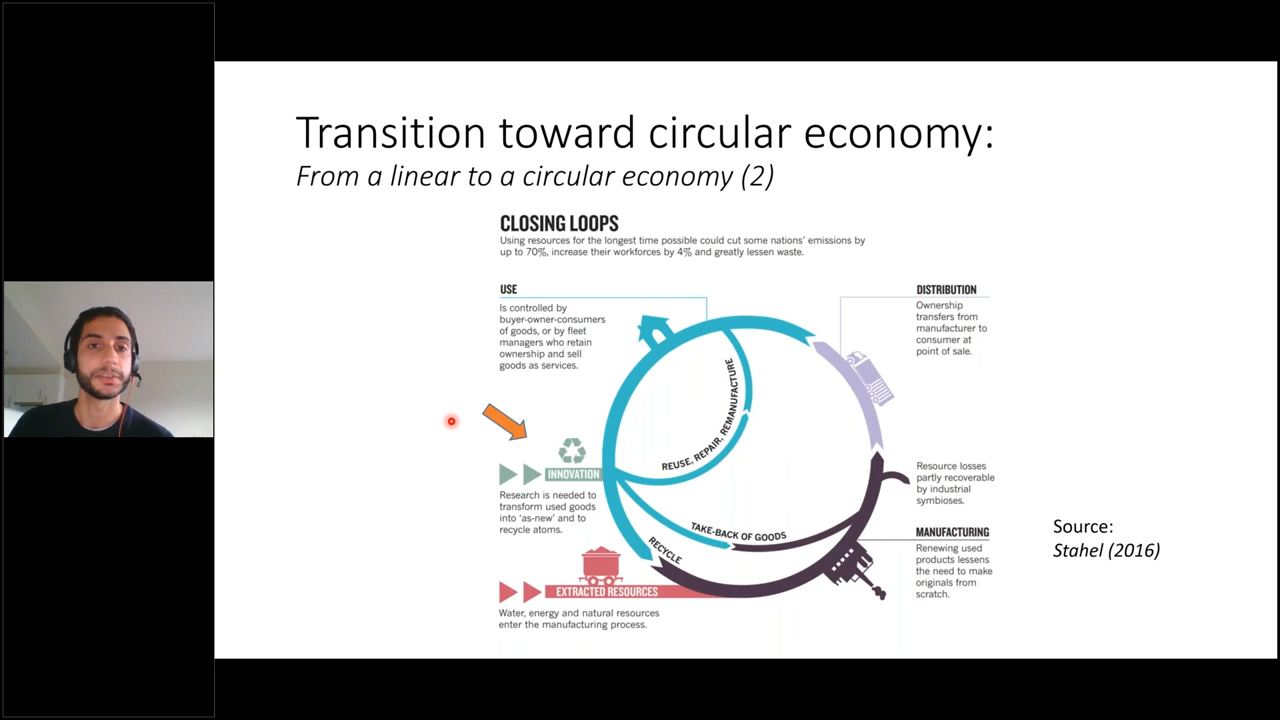 Transition toward circular economy:
From a linear to a circular economy (2)
CLOSING LOOPS
Using resources for the longest time possible could cut some nations' emissions by
up to 70%, increase their workforces by 4% and greatly lessen waste.
USE
Is controlled by
buyer-owner-consumers
of goods, or by fleet
managers who retain
ownership and sell
goods as services.
DISTRIBUTION
Ownership
transfers from
manufacturer to
consumer at
point of sale.
REUSE, REPAIR, REMANUFACTURE
INNOVATION
Research is needed to
transform used goods
into 'as-new' and to
recycle atoms.
Resource losses
partly recoverable
by industrial
symbioses.
TAKE-BACK OF GOODS
RECYCLE
MANUFACTURING
Renewing used
products lessens
the need to make
originals from
scratch.
EXTRACTED RESOURCES
Water, energy and natural resources
enter the manufacturing process.
Source:
Stahel (2016)